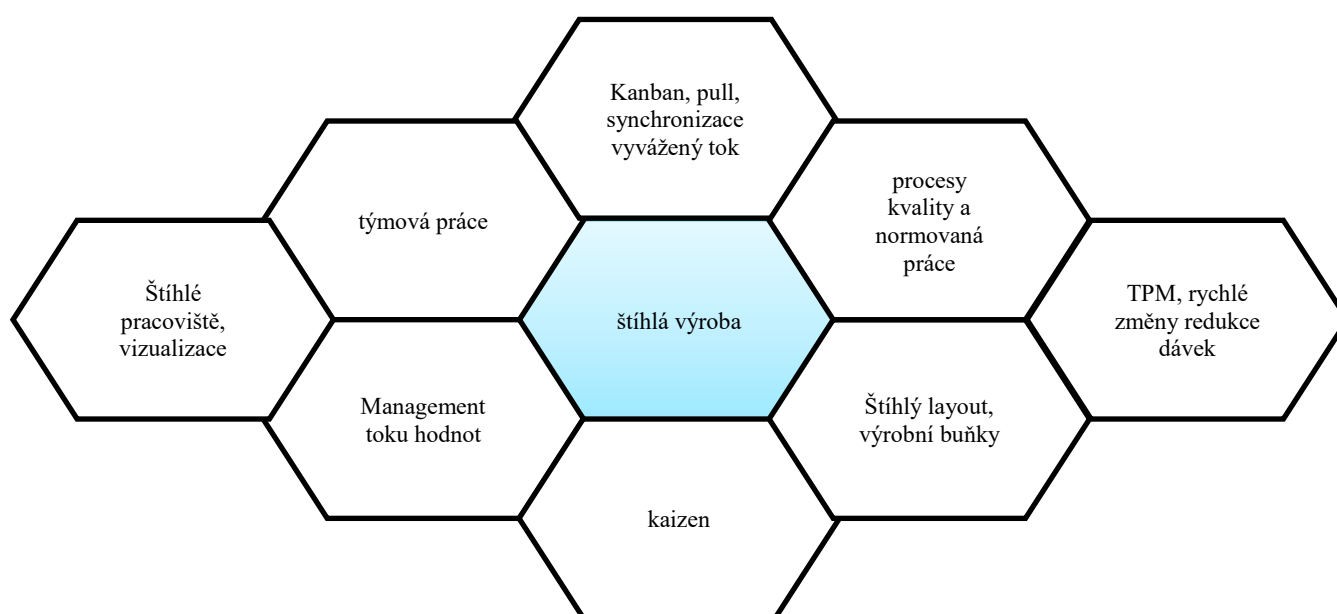 Kanban, pull,
synchronizace
vyvážený tok
týmová práce
procesy
kvality a
normovaná
práce
Štíhlé
pracoviště,
vizualizace
štíhlá výroba
TPM, rychlé
změny redukce
dávek
Management
toku hodnot
Štíhlý layout,
výrobní buňky
kaizen